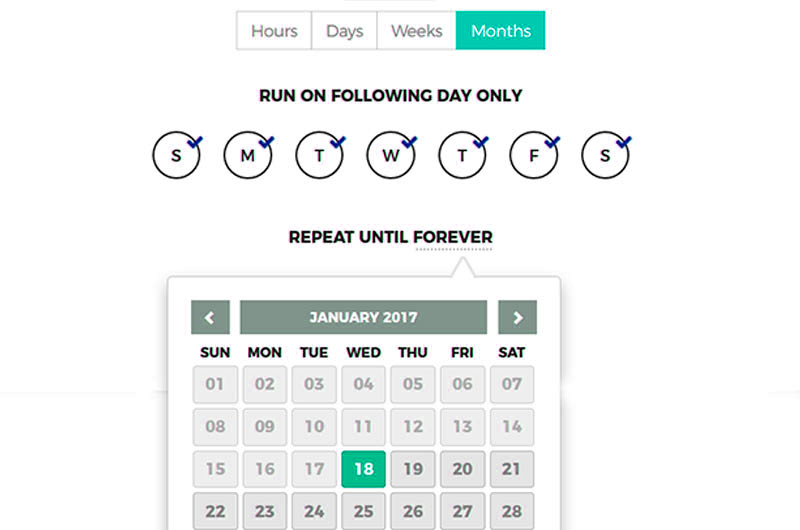 Hours Days Weeks Months
RUN ON FOLLOWING DAY ONLY
S M T W T F S
REPEAT UNTIL FOREVER
JANUARY 2017
SUN MON TUE WED THU FRI SAT
01 02 03 04 05 06 07
08 09 10 11 12 13 14
15 16 17 18 19 20 21
22 23 24 25 26 27 28